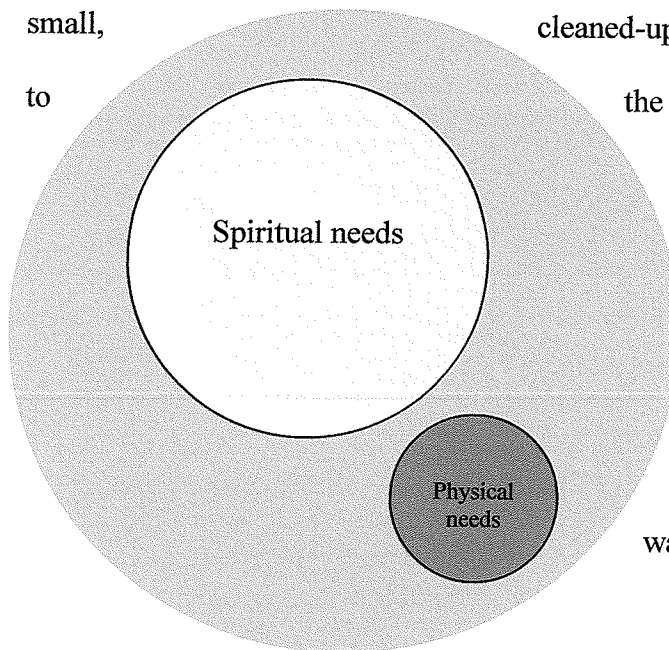 small, cleaned-up
to the
Spiritual needs
Physical
needs